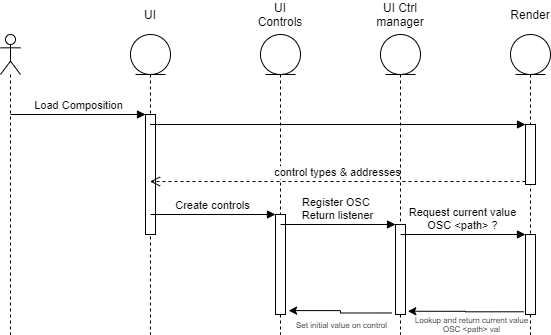 UI
UI
Controls
UI Ctrl
manager
Render
Load Composition
control types & addresses
Create controls
Register OSC
Return listener
Request current value
OSC <path> ?
Set initial value on control
Lookup and return current value
OSC <path> val